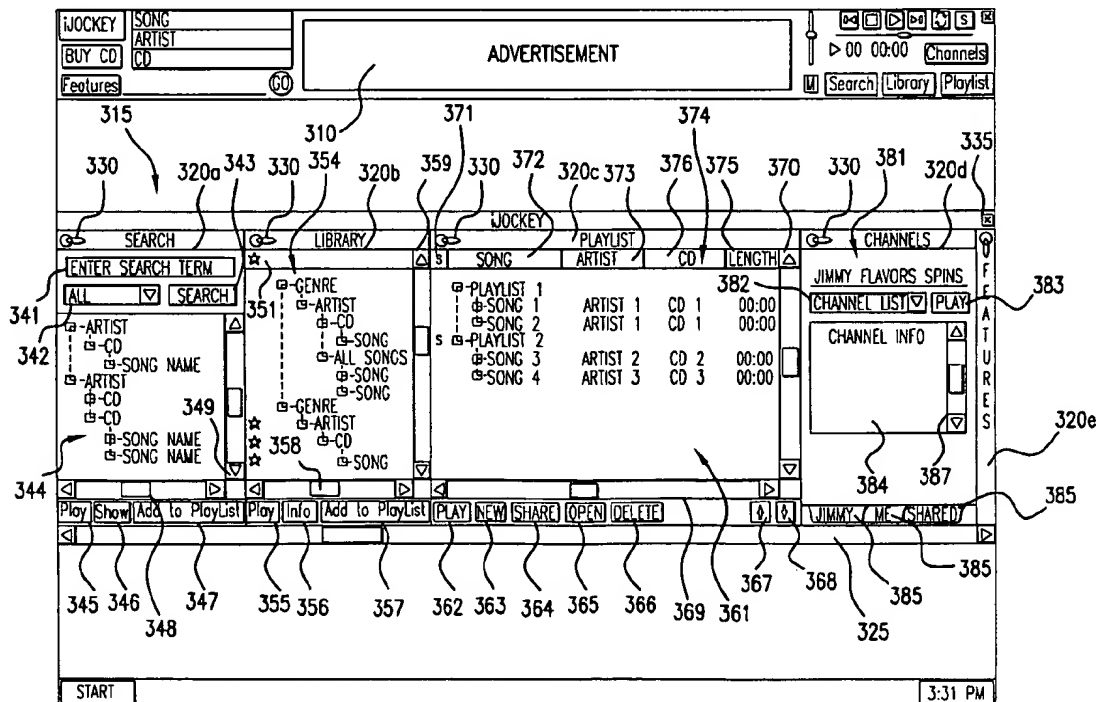 iJOCKEY SONG
ARTIST
BUY CD CD
Features GO
ADVERTISEMENT
S
00 00:00 Channels
M Search Library Playlist
315 310 371 374
330 343 330 354 372 330 376 375 330 381 335
320a 320b 359 320c 373 370 320d
iJOCKEY
SEARCH LIBRARY PLAYLIST CHANNELS
S SONG ARTIST CD LENGTH
ENTER SEARCH TERM
ALL SEARCH
341
342
351
ARTIST
CD
SONG NAME
ARTIST
CD
CD
SONG NAME
SONG NAME
344
349
GENRE
ARTIST
CD
SONG
ALL SONGS
SONG
SONG
GENRE
ARTIST
CD
SONG
358
PLAYLIST 1
SONG 1 ARTIST 1 CD 1 00:00
SONG 2 ARTIST 1 CD 1 00:00
S PLAYLIST 2
SONG 3 ARTIST 2 CD 2 00:00
SONG 4 ARTIST 3 CD 3 00:00
JIMMY FLAVORS SPINS
382 383
CHANNEL LIST PLAY
CHANNEL INFO
384 387
FEATURES
320e
385
Play Show Add to PlayList
Play Info Add to PlayList
PLAY NEW SHARE OPEN DELETE
JIMMY ME SHARED
345 346 347 348 355 356 357 362 363 364 365 366 369 361 367 368 325 385 385
START 3:31 PM